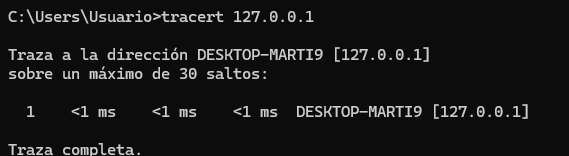 C:\Users\Usuario>tracert 127.0.0.1
Traza a la dirección DESKTOP-MARTI9 [127.0.0.1]
sobre un máximo de 30 saltos:
1 <1 ms <1 ms <1 ms DESKTOP-MARTI9 [127.0.0.1]
Traza completa.